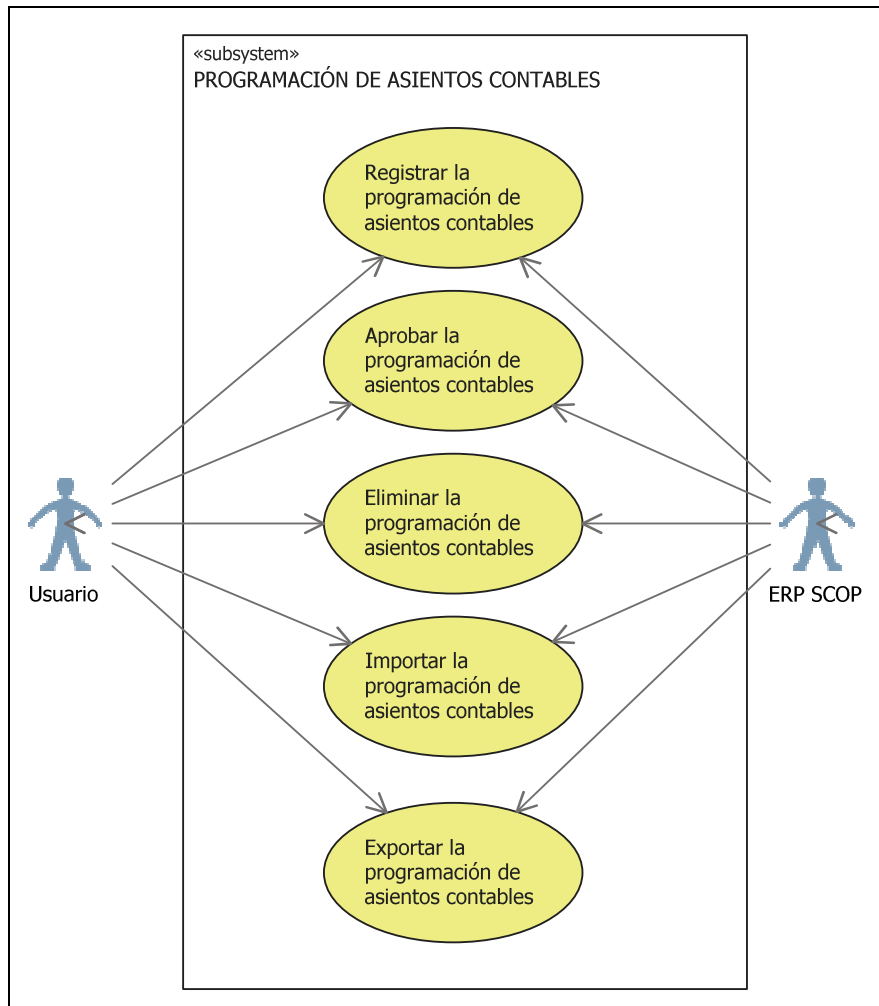 «subsystem»
PROGRAMACIÓN DE ASIENTOS CONTABLES
Registrar la
programación de
asientos contables
Aprobar la
programación de
asientos contables
Eliminar la
programación de
asientos contables
Usuario
ERP SCOP
Importar la
programación de
asientos contables
Exportar la
programación de
asientos contables